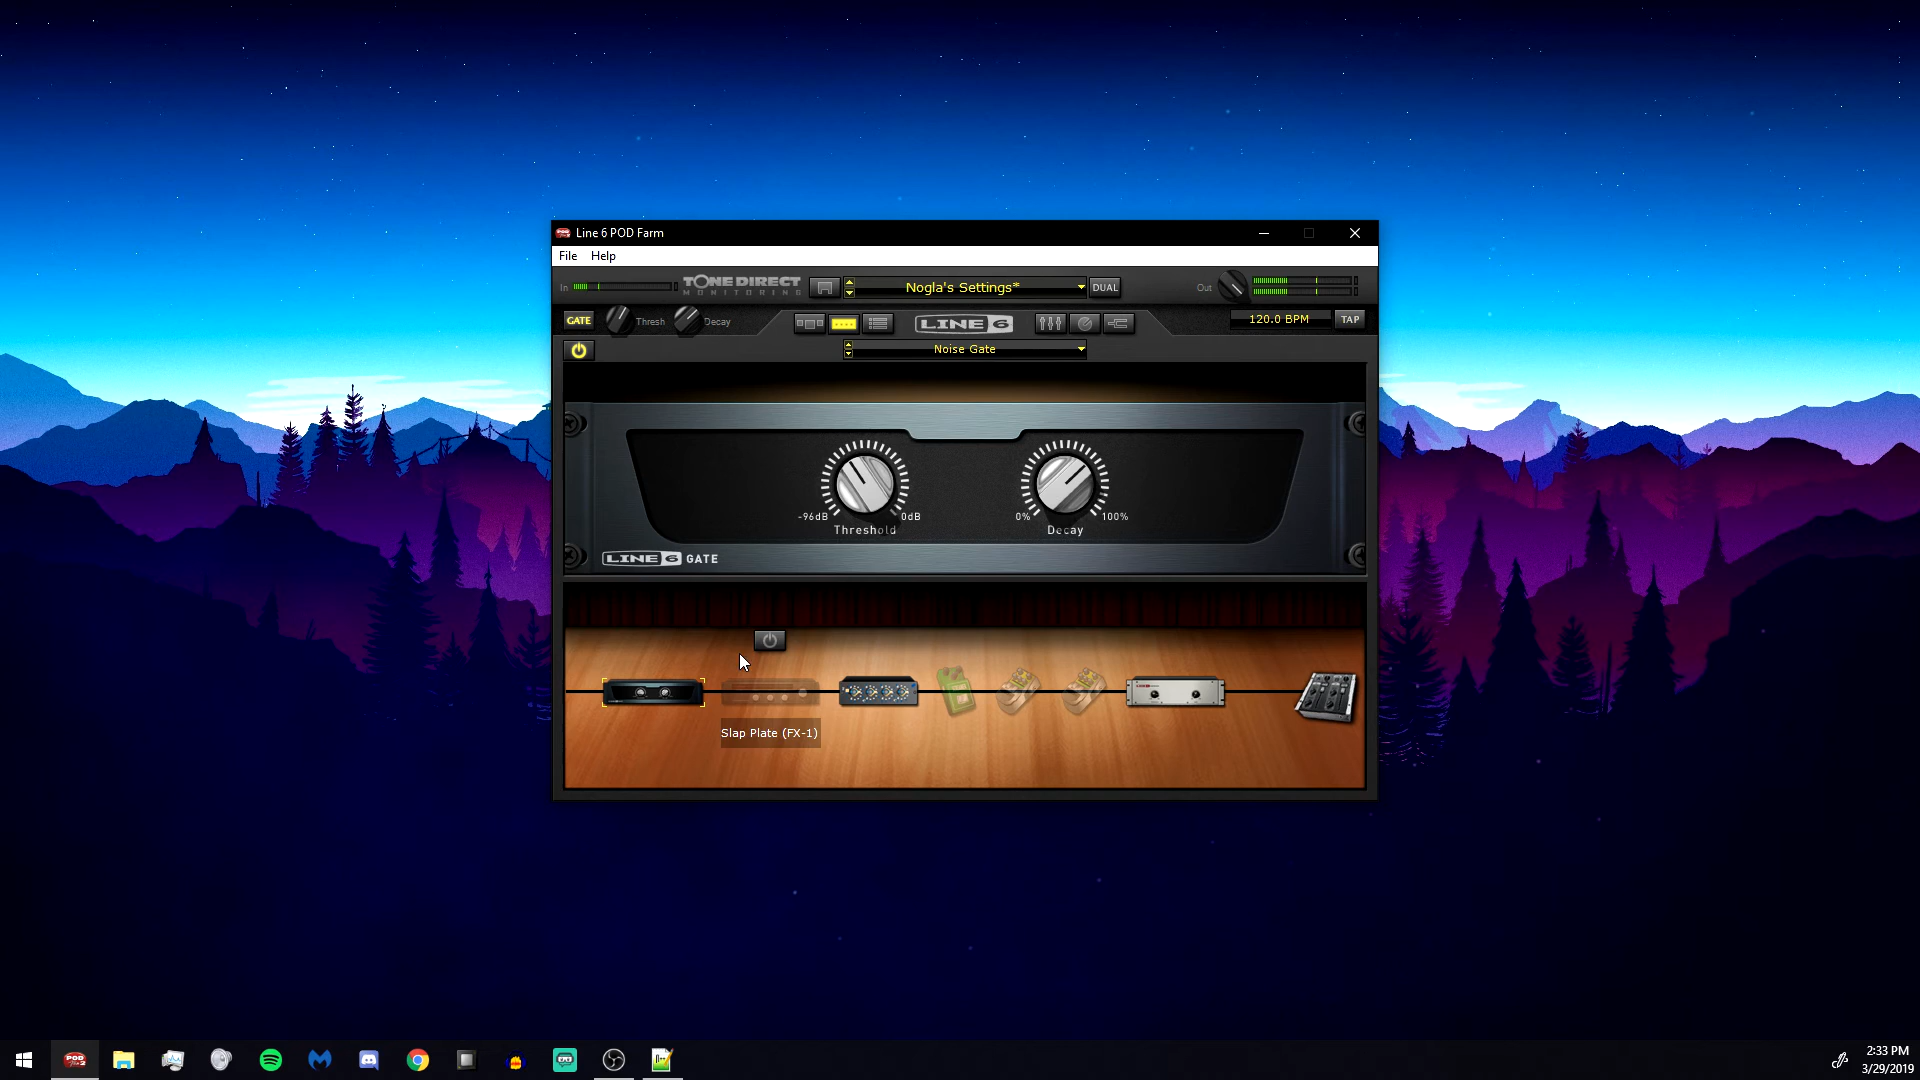 Line 6 POD Farm
File Help
In
TONE DIRECT
MONITORING
Nogla's Settings*
DUAL
Out
GATE
Thresh
Decay
LINE 6
120.0 BPM
TAP
Noise Gate
-96dB
0dB
Threshold
0%
100%
Decay
LINE 6 GATE
Slap Plate (FX-1)
POD
2:33 PM
3/29/2019